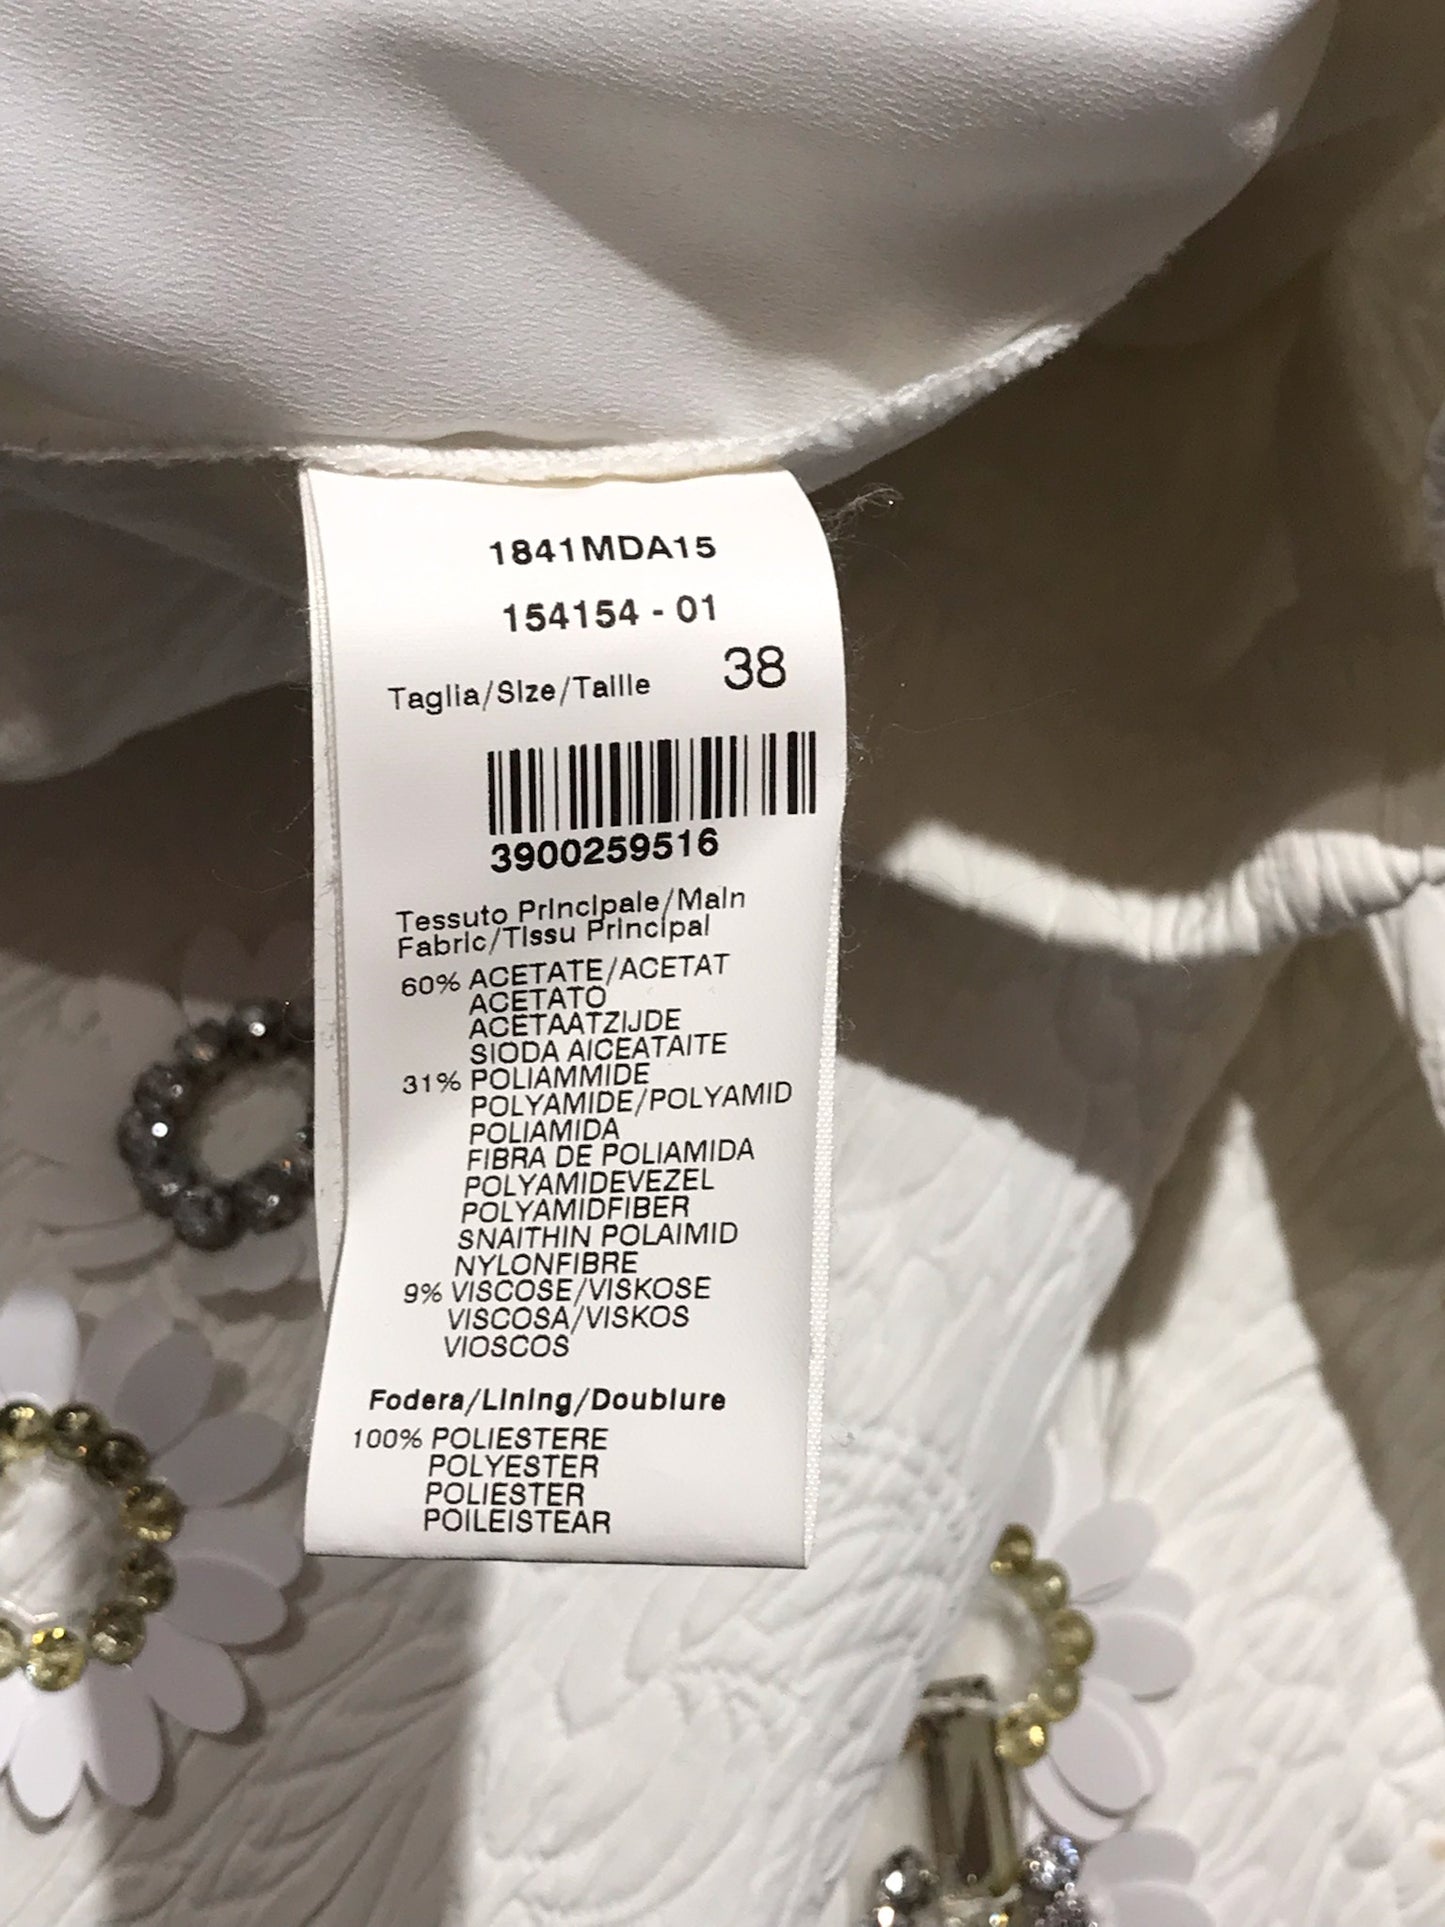 1841MDA15
154154 - 01
Taglia/Size/Taille 38
3900259516
Tessuto Principale/Main
Fabric/Tissu Principal
60% ACETATE/ACETAT
ACETATO
ACETAATZIJDE
SIODA AICEATAITE
31% POLIAMMIDE
POLYAMIDE/POLYAMID
POLIAMIDA
FIBRA DE POLIAMIDA
POLYAMIDEVEZEL
POLYAMIDFIBER
SNAITHIN POLAIMID
NYLONFIBRE
9% VISCOSE/VISKOSE
VISCOSA/VISKOS
VIOSCOS
Fodera/Lining/Doublure
100% POLIESTERE
POLYESTER
POLIESTER
POILEISTEAR